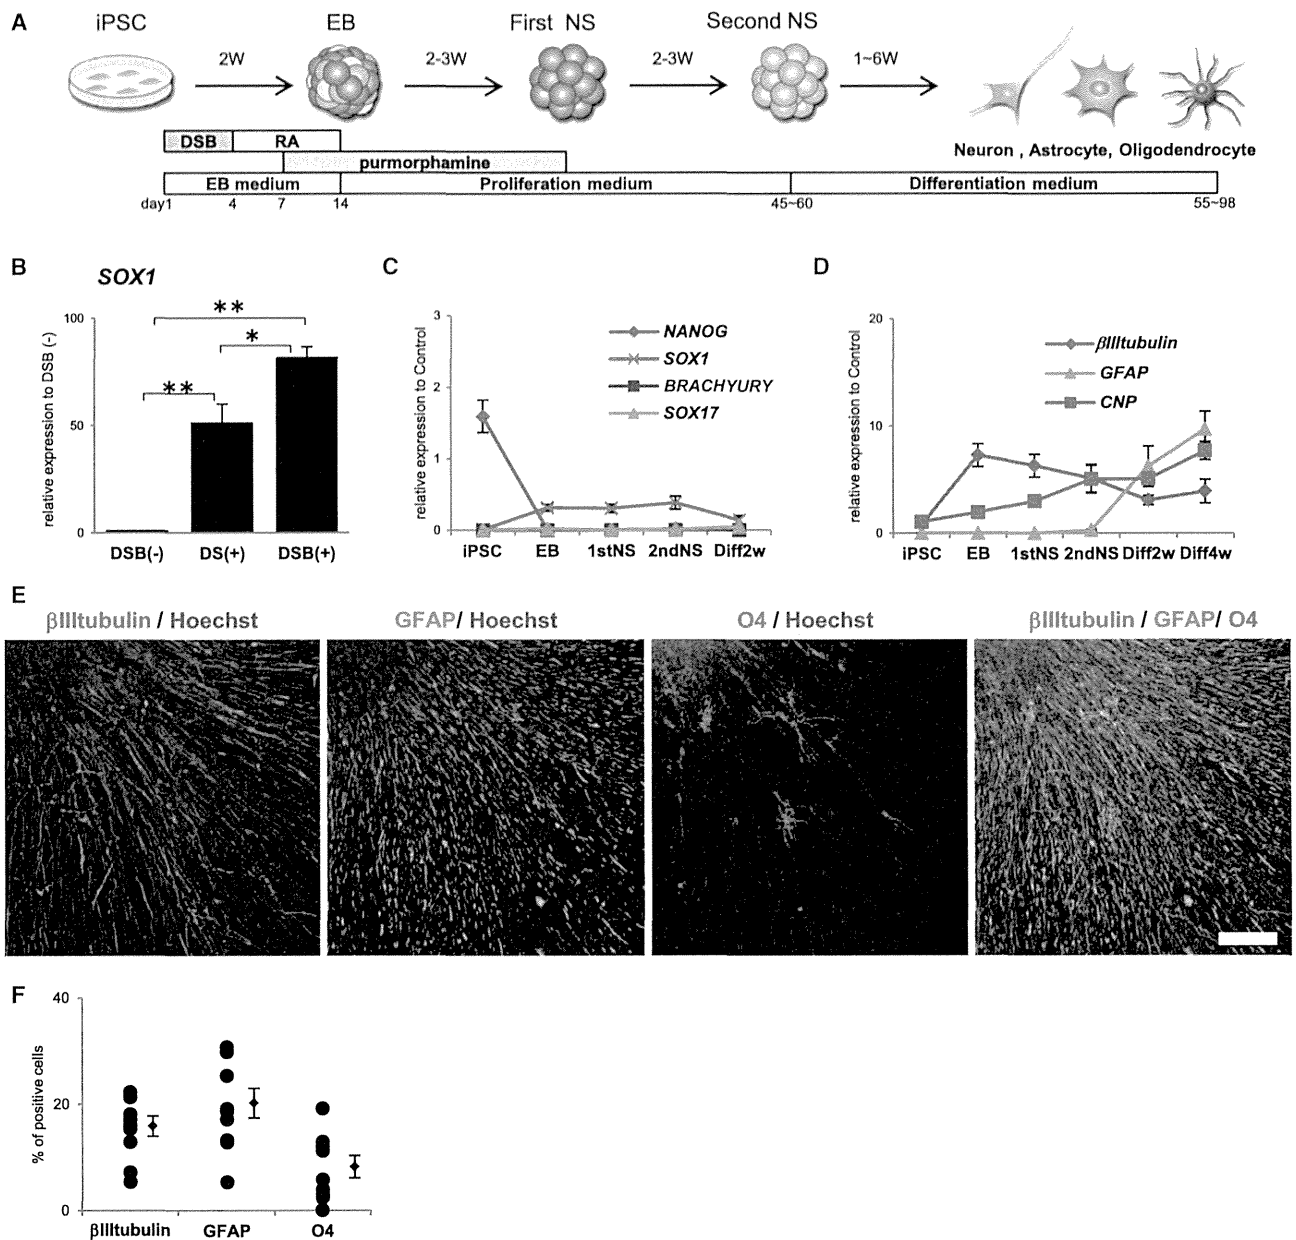 A
iPSC
EB
First NS
Second NS
2W
2-3W
2-3W
1~6W
Neuron , Astrocyte, Oligodendrocyte
DSB
RA
purmorphamine
EB medium
Proliferation medium
Differentiation medium
day1
4
7
14
45~60
55~98
B
SOX1
relative expression to DSB (-)
100
50
0
**
*
**
DSB(-)
DS(+)
DSB(+)
C
relative expression to Control
3
2
1
0
NANOG
SOX1
BRACHYURY
SOX17
iPSC
EB
1stNS
2ndNS
Diff2w
D
relative expression to Control
20
10
0
βIIItubulin
GFAP
CNP
iPSC
EB
1stNS
2ndNS
Diff2w
Diff4w
E
βIIItubulin / Hoechst
GFAP/ Hoechst
O4 / Hoechst
βIIItubulin / GFAP/ O4
F
% of positive cells
40
20
0
βIIItubulin
GFAP
O4